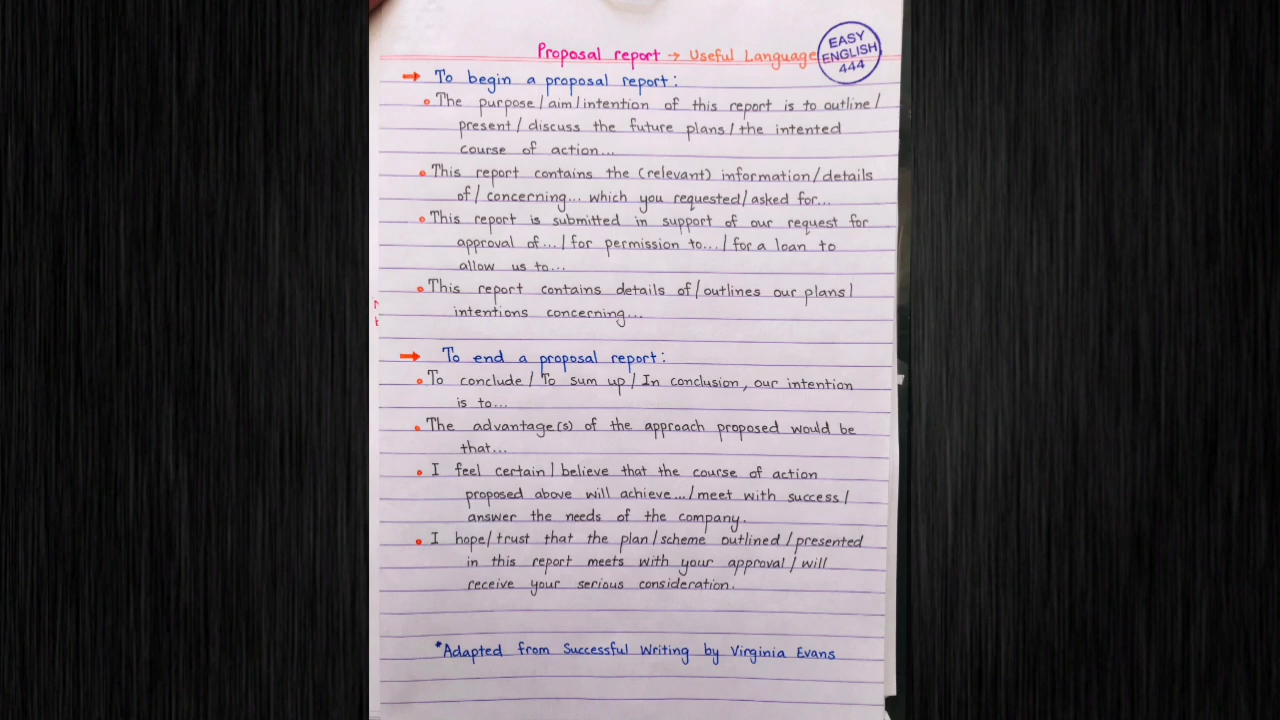 Proposal report → Useful Language
EASY
ENGLISH
444
→ To begin a proposal report:
• The purpose/aim/intention of this report is to outline/
present/discuss the future plans/the intented
course of action...
• This report contains the (relevant) information/details
of/concerning... which you requested/asked for...
• This report is submitted in support of our request for
approval of.../for permission to.../for a loan to
allow us to...
• This report contains details of/outlines our plans/
intentions concerning...
→ To end a proposal report:
• To conclude/To sum up/In conclusion, our intention
is to...
• The advantage(s) of the approach proposed would be
that...
• I feel certain/believe that the course of action
proposed above will achieve.../meet with success/
answer the needs of the company.
• I hope/trust that the plan/scheme outlined/presented
in this report meets with your approval/will
receive your serious consideration.
*Adapted from Successful Writing by Virginia Evans